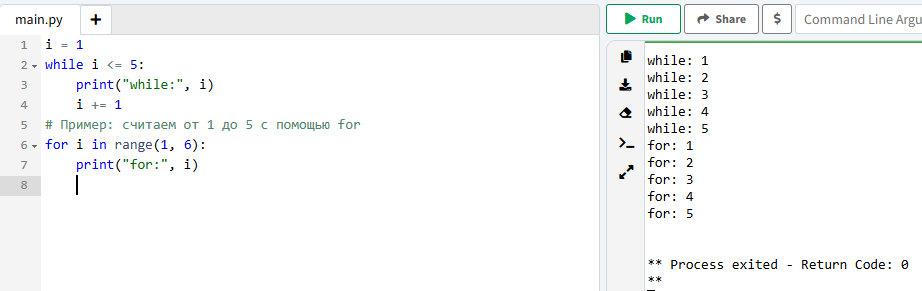 main.py +
Run Share $ Command Line Argu
1 i = 1
2 while i <= 5:
3     print("while:", i)
4     i += 1
5 # Пример: считаем от 1 до 5 с помощью for
6 for i in range(1, 6):
7     print("for:", i)
8
while: 1
while: 2
while: 3
while: 4
while: 5
for: 1
for: 2
for: 3
for: 4
for: 5
** Process exited - Return Code: 0
**